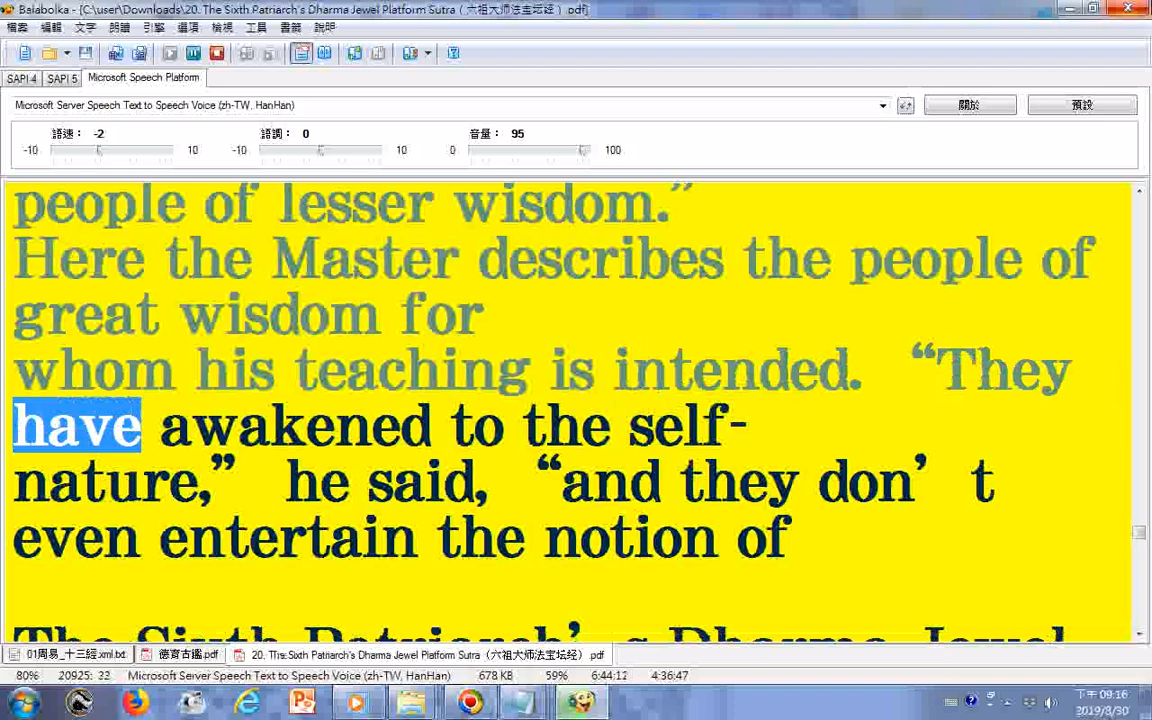 Balabolka - [C:\user\Downloads\20. The Sixth Patriarch's Dharma Jewel Platform Sutra（六祖大师法宝坛经）.pdf]
檔案 編輯 文字 朗讀 引擎 選項 檢視 工具 書籤 說明
SAPI 4 SAPI 5 Microsoft Speech Platform
Microsoft Server Speech Text to Speech Voice (zh-TW, HanHan) 關於 預設
語速： -2 語調： 0 音量： 95
-10 10 -10 10 0 100
people of lesser wisdom.”
Here the Master describes the people of
great wisdom for
whom his teaching is intended. “They
have awakened to the self-
nature,” he said, “and they don’ t
even entertain the notion of
The Sixth Patriarch’ s Dharma Jewel
01周易_十三經.xml.txt 德育古鑑.pdf 20. The Sixth Patriarch's Dharma Jewel Platform Sutra（六祖大师法宝坛经）.pdf
80% 20925: 33 Microsoft Server Speech Text to Speech Voice (zh-TW, HanHan) 678 KB 59% 6:44:12 4:36:47
下午 09:16
2019/8/30